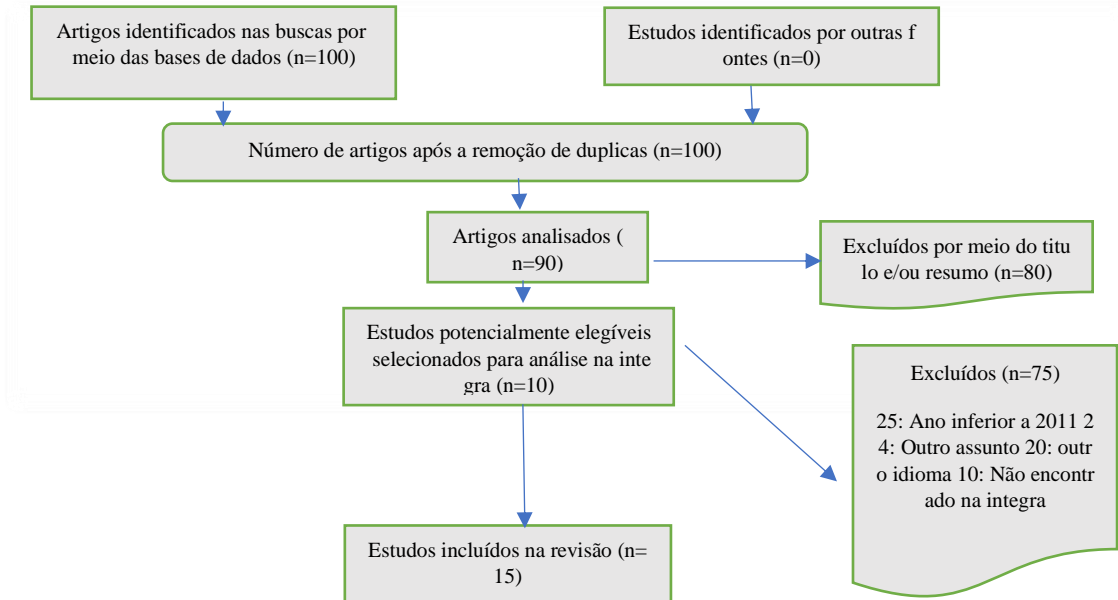 Artigos identificados nas buscas por
meio das bases de dados (n=100)
Estudos identificados por outras f
ontes (n=0)
Número de artigos após a remoção de duplicas (n=100)
Artigos analisados (
n=90)
Excluídos por meio do titu
lo e/ou resumo (n=80)
Estudos potencialmente elegíveis
selecionados para análise na inte
gra (n=10)
Excluídos (n=75)
25: Ano inferior a 2011 2
4: Outro assunto 20: outr
o idioma 10: Não encontr
ado na integra
Estudos incluídos na revisão (n=
15)